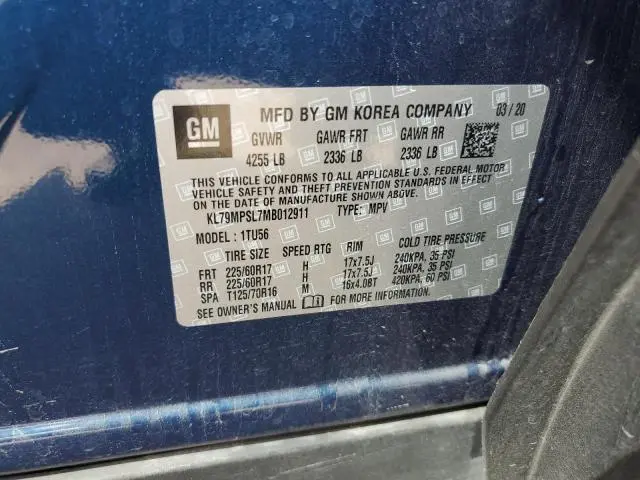 GM MFD BY GM KOREA COMPANY 03/20
GVWR GAWR FRT GAWR RR
4255 LB 2336 LB 2336 LB
THIS VEHICLE CONFORMS TO ALL APPLICABLE U.S. FEDERAL MOTOR
VEHICLE SAFETY AND THEFT PREVENTION STANDARDS IN EFFECT ON
THE DATE OF MANUFACTURE SHOWN ABOVE.
KL79MPSL7MB012911 TYPE: MPV
MODEL: 1TU56
TIRE SIZE SPEED RTG RIM COLD TIRE PRESSURE
FRT 225/60R17 H 17x7.5J 240KPA, 35 PSI
RR 225/60R17 H 17x7.5J 240KPA, 35 PSI
SPA T125/70R16 M 16x4.0BT 420KPA, 60 PSI
SEE OWNER'S MANUAL FOR MORE INFORMATION.